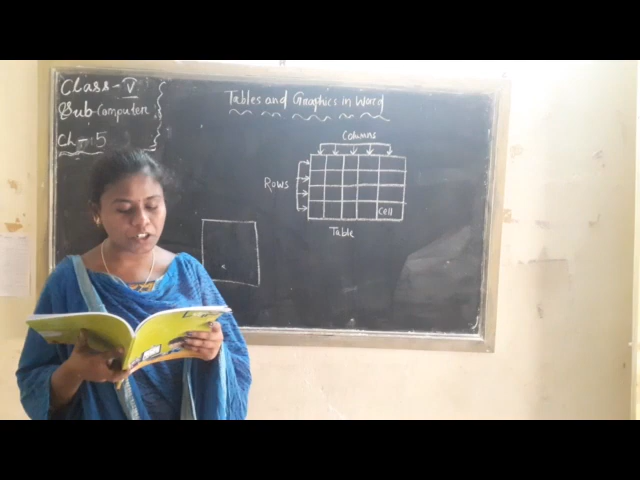 Class - V
Sub - Computer
Ch - 5
Tables and Graphics in Word
Columns
Rows
Cell
Table